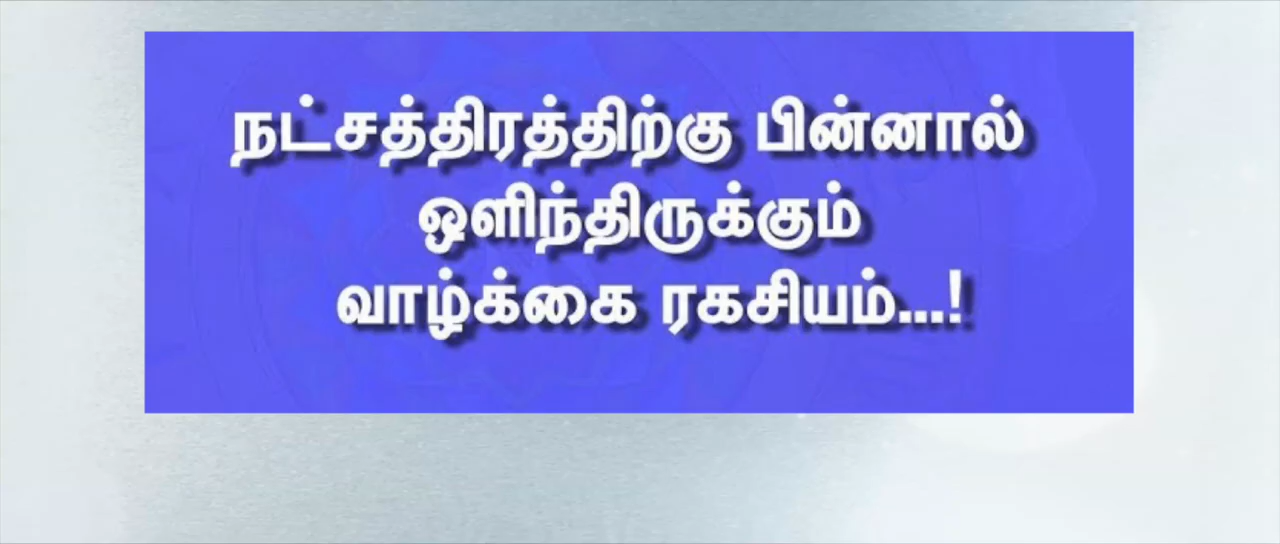 நட்சத்திரத்திற்கு பின்னால்
ஒளிந்திருக்கும்
வாழ்க்கை ரகசியம்...!